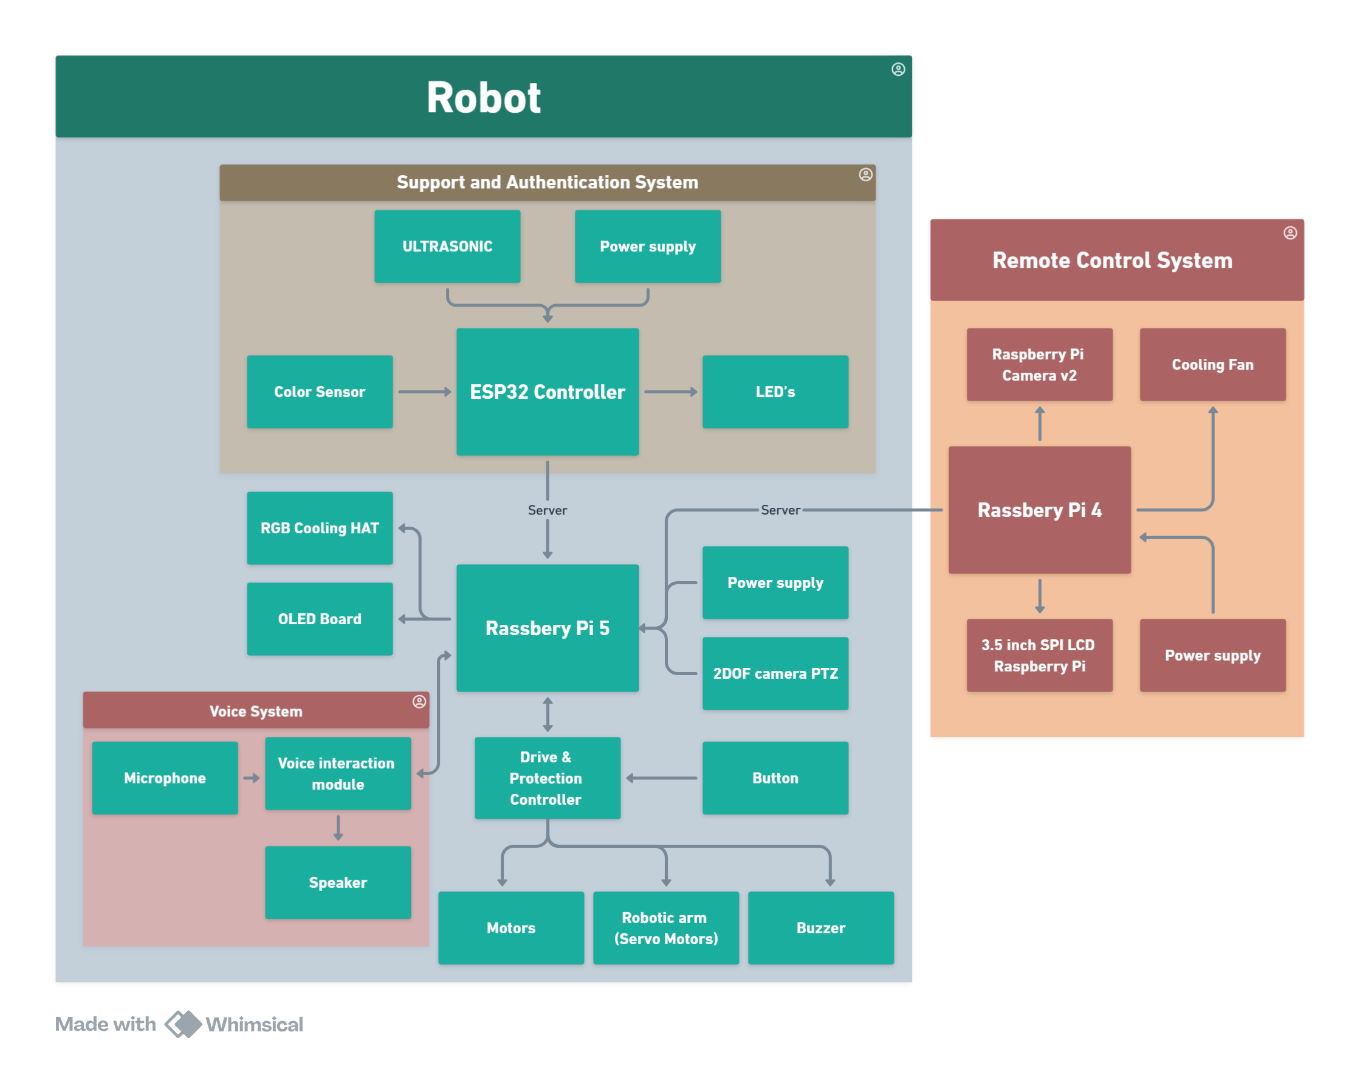 Robot
Support and Authentication System
ULTRASONIC
Power supply
Color Sensor
ESP32 Controller
LED’s
Server
RGB Cooling HAT
OLED Board
Rassbery Pi 5
Server
Power supply
2DOF camera PTZ
Voice System
Microphone
Voice interaction
module
Speaker
Drive &
Protection
Controller
Button
Motors
Robotic arm
(Servo Motors)
Buzzer
Remote Control System
Raspberry Pi
Camera v2
Cooling Fan
Rassbery Pi 4
3.5 inch SPI LCD
Raspberry Pi
Power supply
Made with Whimsical